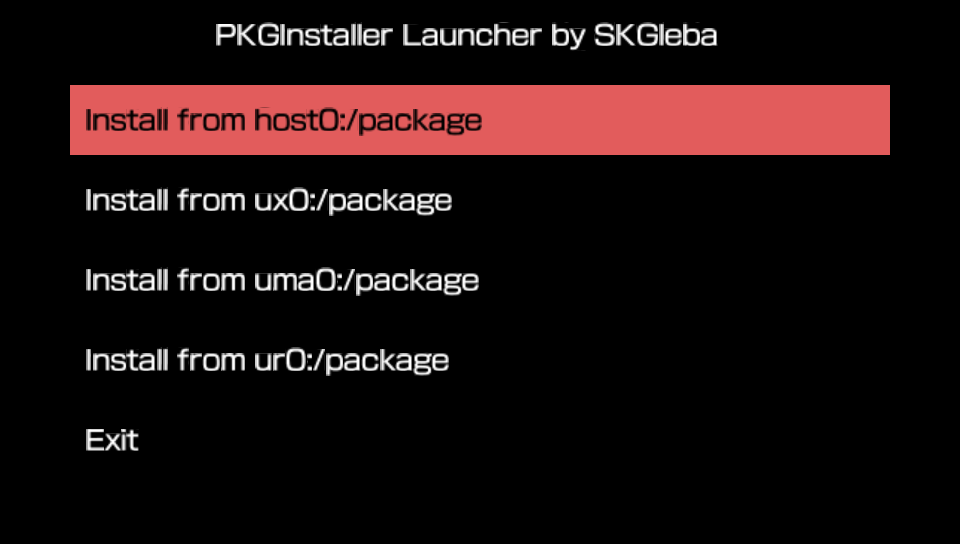 PKGInstaller Launcher by SKGleba
Install from host0:/package
Install from ux0:/package
Install from uma0:/package
Install from ur0:/package
Exit